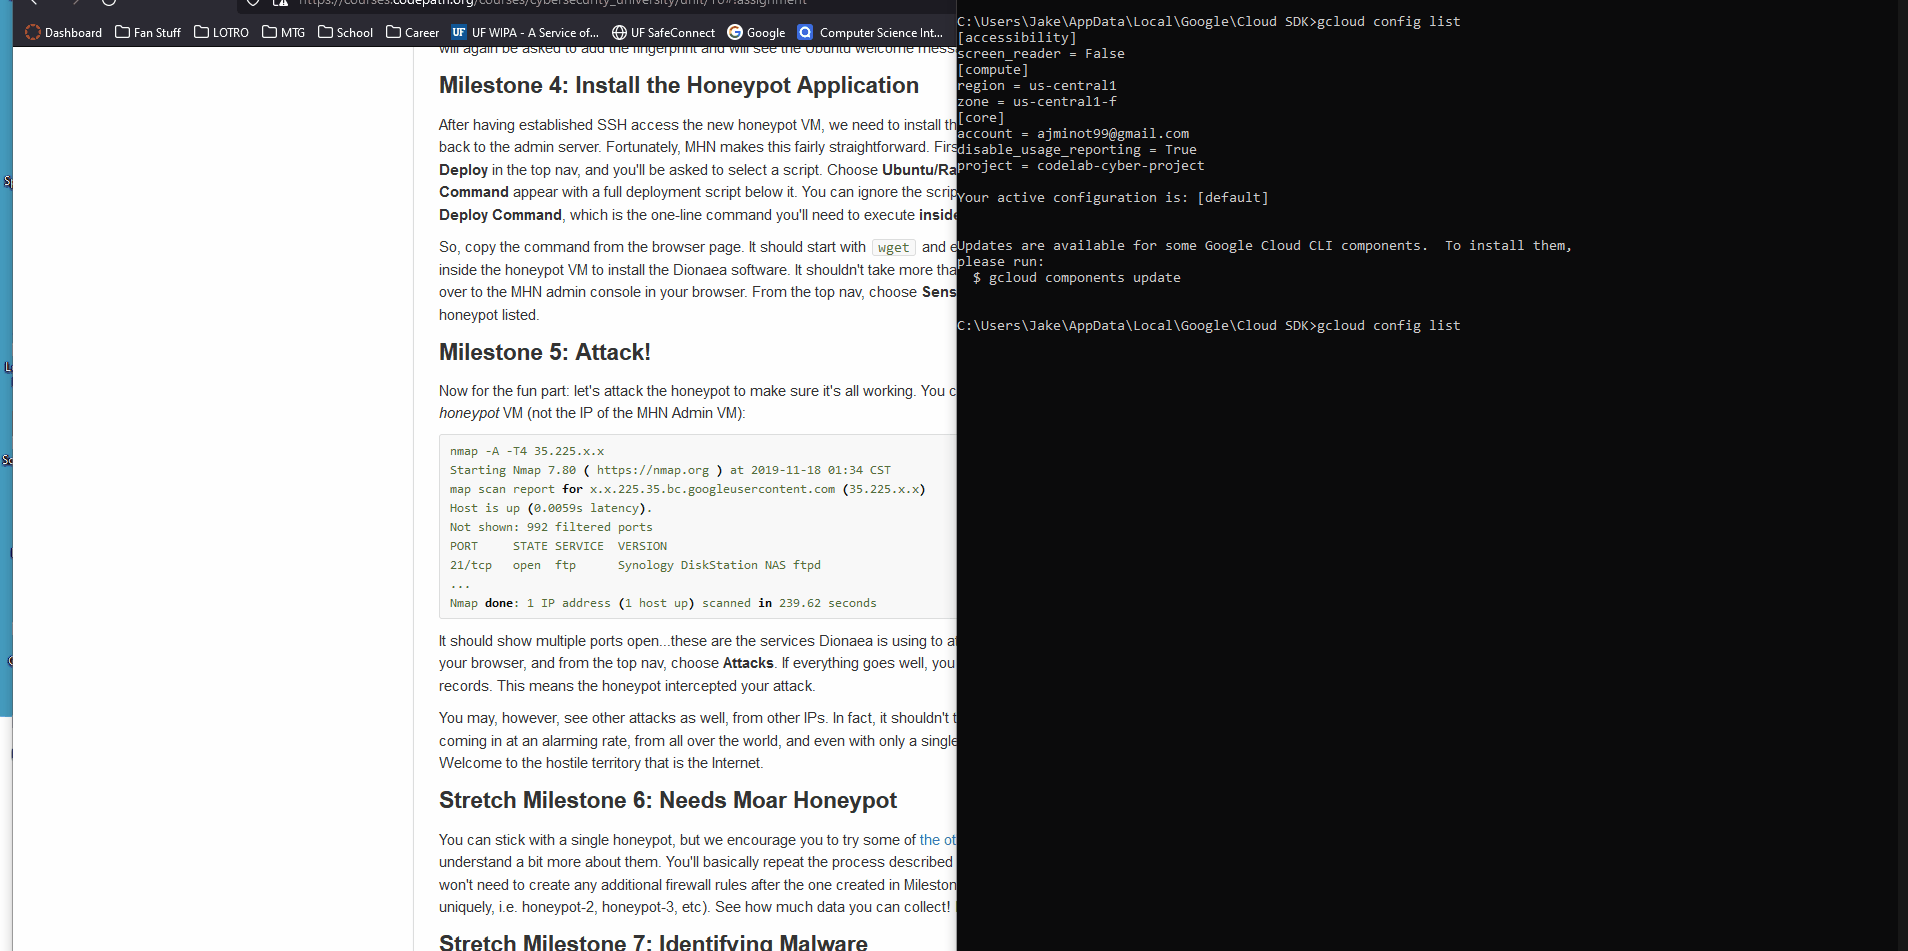 https://courses.codepath.org/courses/cybersecurity_university/unit/10#!assignment
Dashboard Fan Stuff LOTRO MTG School Career UF UF WIPA - A Service of... UF SafeConnect Google Computer Science Int...
will again be asked to add the fingerprint and will see the Ubuntu welcome mess
Milestone 4: Install the Honeypot Application
After having established SSH access the new honeypot VM, we need to install th
back to the admin server. Fortunately, MHN makes this fairly straightforward. Firs
Deploy in the top nav, and you'll be asked to select a script. Choose Ubuntu/Ra
Command appear with a full deployment script below it. You can ignore the scrip
Deploy Command, which is the one-line command you'll need to execute inside
So, copy the command from the browser page. It should start with wget and e
inside the honeypot VM to install the Dionaea software. It shouldn't take more tha
over to the MHN admin console in your browser. From the top nav, choose Sens
honeypot listed.
Milestone 5: Attack!
Now for the fun part: let's attack the honeypot to make sure it's all working. You c
honeypot VM (not the IP of the MHN Admin VM):
nmap -A -T4 35.225.x.x
Starting Nmap 7.80 ( https://nmap.org ) at 2019-11-18 01:34 CST
map scan report for x.x.225.35.bc.googleusercontent.com (35.225.x.x)
Host is up (0.0059s latency).
Not shown: 992 filtered ports
PORT STATE SERVICE VERSION
21/tcp open ftp Synology DiskStation NAS ftpd
...
Nmap done: 1 IP address (1 host up) scanned in 239.62 seconds
It should show multiple ports open...these are the services Dionaea is using to at
your browser, and from the top nav, choose Attacks. If everything goes well, you
records. This means the honeypot intercepted your attack.
You may, however, see other attacks as well, from other IPs. In fact, it shouldn't t
coming in at an alarming rate, from all over the world, and even with only a single
Welcome to the hostile territory that is the Internet.
Stretch Milestone 6: Needs Moar Honeypot
You can stick with a single honeypot, but we encourage you to try some of the ot
understand a bit more about them. You'll basically repeat the process described
won't need to create any additional firewall rules after the one created in Mileston
uniquely, i.e. honeypot-2, honeypot-3, etc). See how much data you can collect!
Stretch Milestone 7: Identifying Malware
C:\Users\Jake\AppData\Local\Google\Cloud SDK>gcloud config list
[accessibility]
screen_reader = False
[compute]
region = us-central1
zone = us-central1-f
[core]
account = ajminot99@gmail.com
disable_usage_reporting = True
project = codelab-cyber-project
Your active configuration is: [default]
Updates are available for some Google Cloud CLI components. To install them,
please run:
$ gcloud components update
C:\Users\Jake\AppData\Local\Google\Cloud SDK>gcloud config list